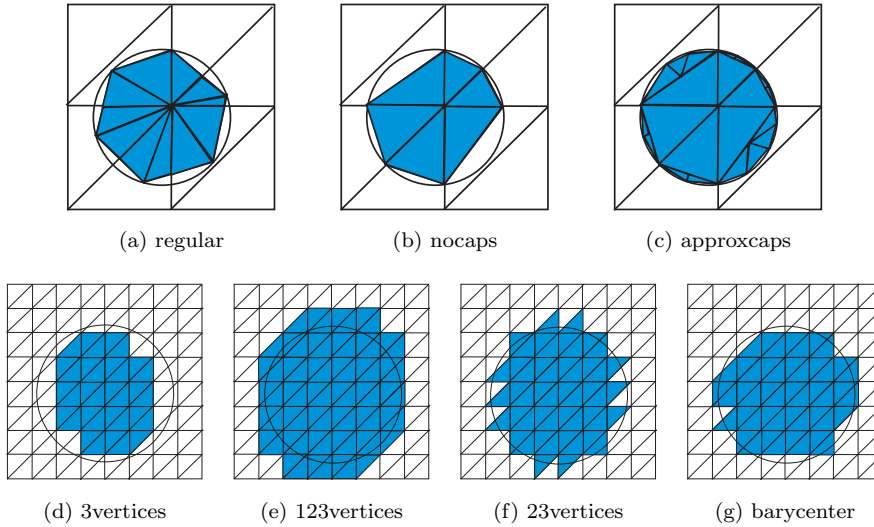 (a) regular
(b) nocaps
(c) approxcaps
(d) 3vertices
(e) 123vertices
(f) 23vertices
(g) barycenter